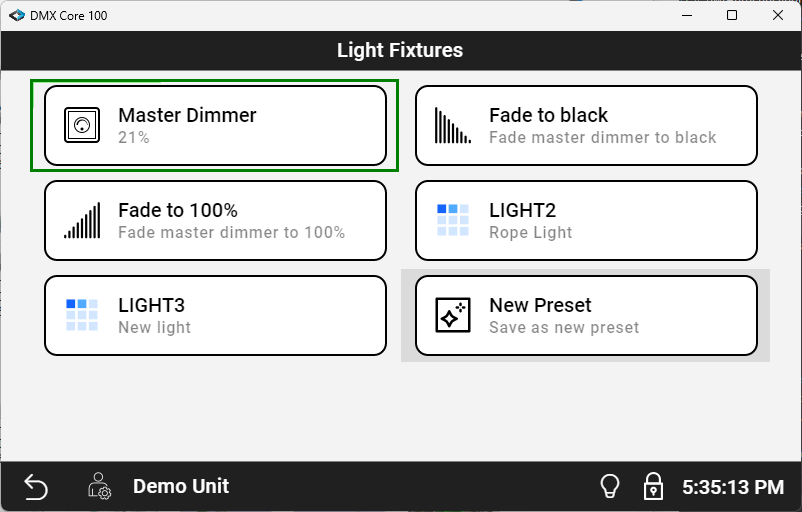 DMX Core 100
Light Fixtures
Master Dimmer
21%
Fade to black
Fade master dimmer to black
Fade to 100%
Fade master dimmer to 100%
LIGHT2
Rope Light
LIGHT3
New light
New Preset
Save as new preset
Demo Unit
5:35:13 PM